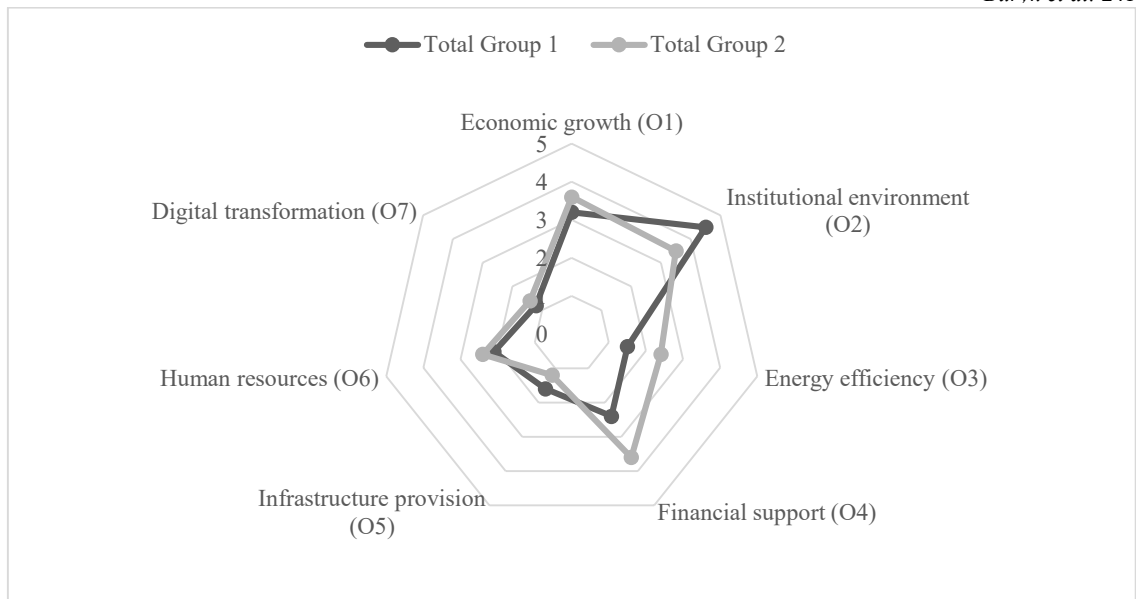 Total Group 1
Total Group 2
Economic growth (O1)
5
4
3
2
0
Institutional environment
(O2)
Digital transformation (O7)
Human resources (O6)
Energy efficiency (O3)
Infrastructure provision
(O5)
Financial support (O4)